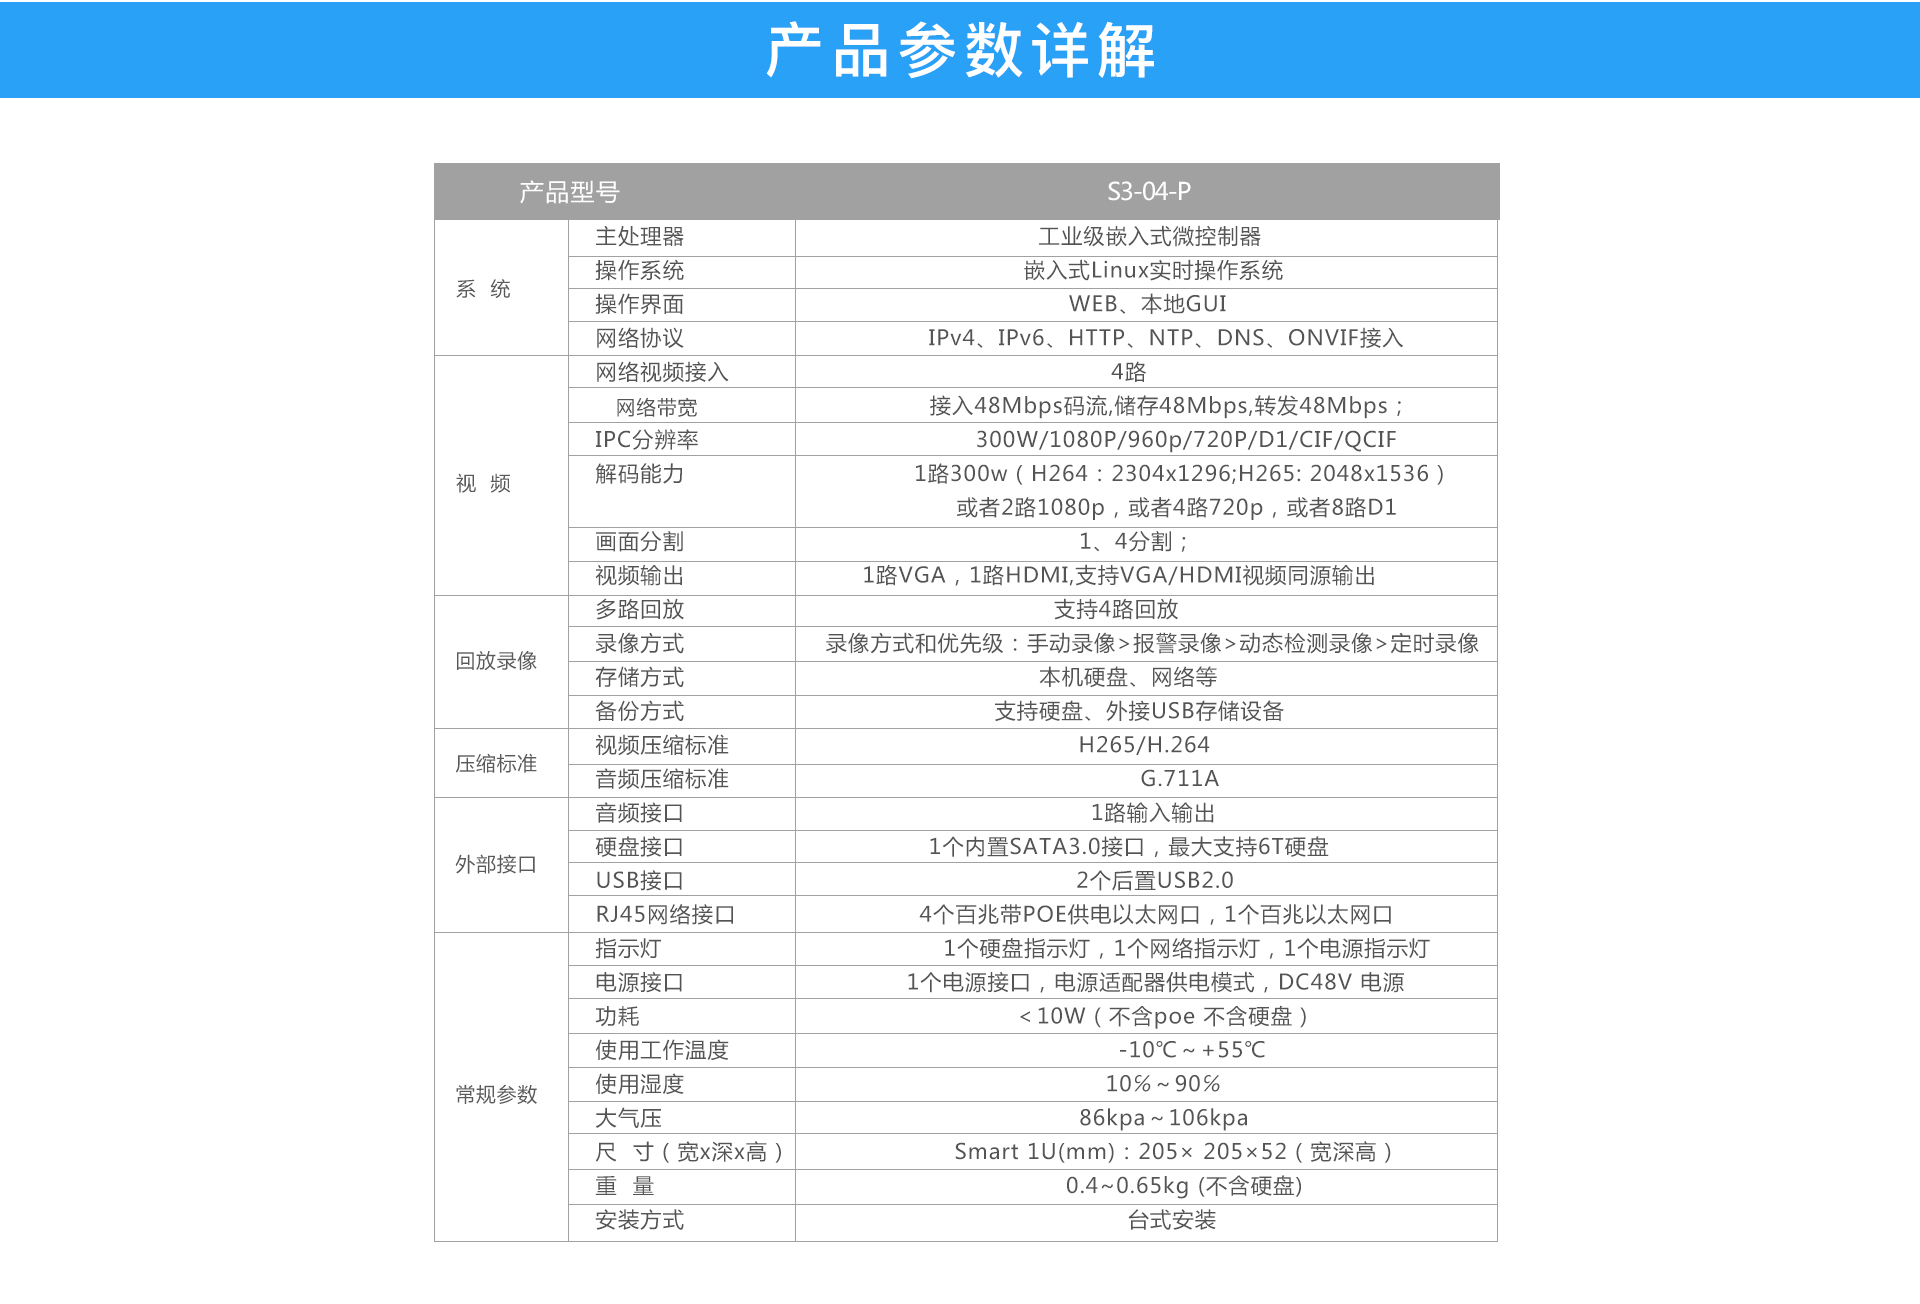 产品参数详解
产品型号 S3-04-P
系 统
主处理器 工业级嵌入式微控制器
操作系统 嵌入式Linux实时操作系统
操作界面 WEB、本地GUI
网络协议 IPv4、IPv6、HTTP、NTP、DNS、ONVIF接入
视 频
网络视频接入 4路
网络带宽 接入48Mbps码流,储存48Mbps,转发48Mbps；
IPC分辨率 300W/1080P/960p/720P/D1/CIF/QCIF
解码能力 1路300w（H264：2304x1296;H265: 2048x1536）
或者2路1080p，或者4路720p，或者8路D1
画面分割 1、4分割；
视频输出 1路VGA，1路HDMI,支持VGA/HDMI视频同源输出
回放录像
多路回放 支持4路回放
录像方式 录像方式和优先级：手动录像>报警录像>动态检测录像>定时录像
存储方式 本机硬盘、网络等
备份方式 支持硬盘、外接USB存储设备
压缩标准
视频压缩标准 H265/H.264
音频压缩标准 G.711A
外部接口
音频接口 1路输入输出
硬盘接口 1个内置SATA3.0接口，最大支持6T硬盘
USB接口 2个后置USB2.0
RJ45网络接口 4个百兆带POE供电以太网口，1个百兆以太网口
常规参数
指示灯 1个硬盘指示灯，1个网络指示灯，1个电源指示灯
电源接口 1个电源接口，电源适配器供电模式，DC48V 电源
功耗 ＜10W（不含poe 不含硬盘）
使用工作温度 -10℃～+55℃
使用湿度 10℅～90℅
大气压 86kpa～106kpa
尺 寸（宽x深x高） Smart 1U(mm)：205× 205×52（宽深高）
重 量 0.4~0.65kg (不含硬盘)
安装方式 台式安装